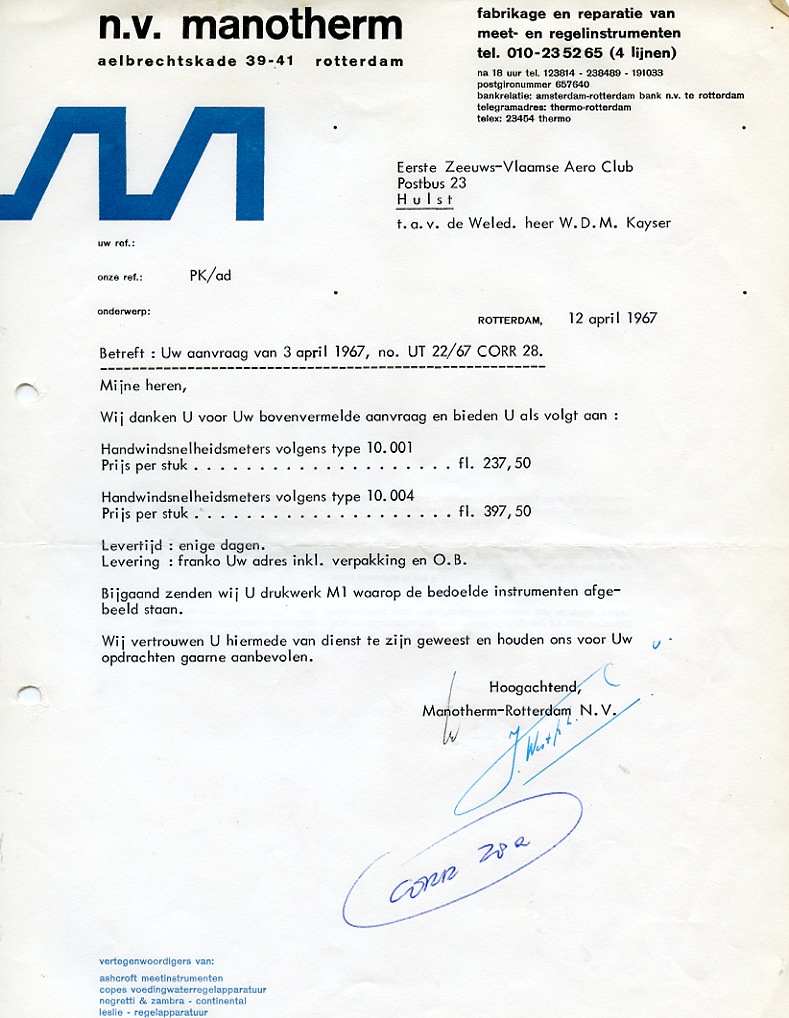 n.v. manotherm
aelbrechtskade 39-41 rotterdam
fabrikage en reparatie van
meet- en regelinstrumenten
tel. 010-23 52 65 (4 lijnen)
na 18 uur tel. 123814 - 238489 - 191033
postgironummer 657640
bankrelatie: amsterdam-rotterdam bank n.v. te rotterdam
telegramadres: thermo-rotterdam
telex: 23454 thermo
Eerste Zeeuws-Vlaamse Aero Club
Postbus 23
H u l s t
t.a.v. de Weled. heer W.D.M. Kayser
uw ref.:
onze ref.: PK/ad
onderwerp:
ROTTERDAM, 12 april 1967
Betreft : Uw aanvraag van 3 april 1967, no. UT 22/67 CORR 28.
Mijne heren,
Wij danken U voor Uw bovenvermelde aanvraag en bieden U als volgt aan :
Handwindsnelheidsmeters volgens type 10.001
Prijs per stuk . . . . . . . . . . . . . . . . . . . . fl. 237,50
Handwindsnelheidsmeters volgens type 10.004
Prijs per stuk . . . . . . . . . . . . . . . . . . . . fl. 397,50
Levertijd : enige dagen.
Levering : franko Uw adres inkl. verpakking en O.B.
Bijgaand zenden wij U drukwerk M1 waarop de bedoelde instrumenten afge-
beeld staan.
Wij vertrouwen U hiermede van dienst te zijn geweest en houden ons voor Uw
opdrachten gaarne aanbevolen.
Hoogachtend,
Manotherm-Rotterdam N.V.
CORR 28a
vertegenwoordigers van:
ashcroft meetinstrumenten
copes voedingwaterregelapparatuur
negretti & zambra - continental
leslie - regelapparatuur